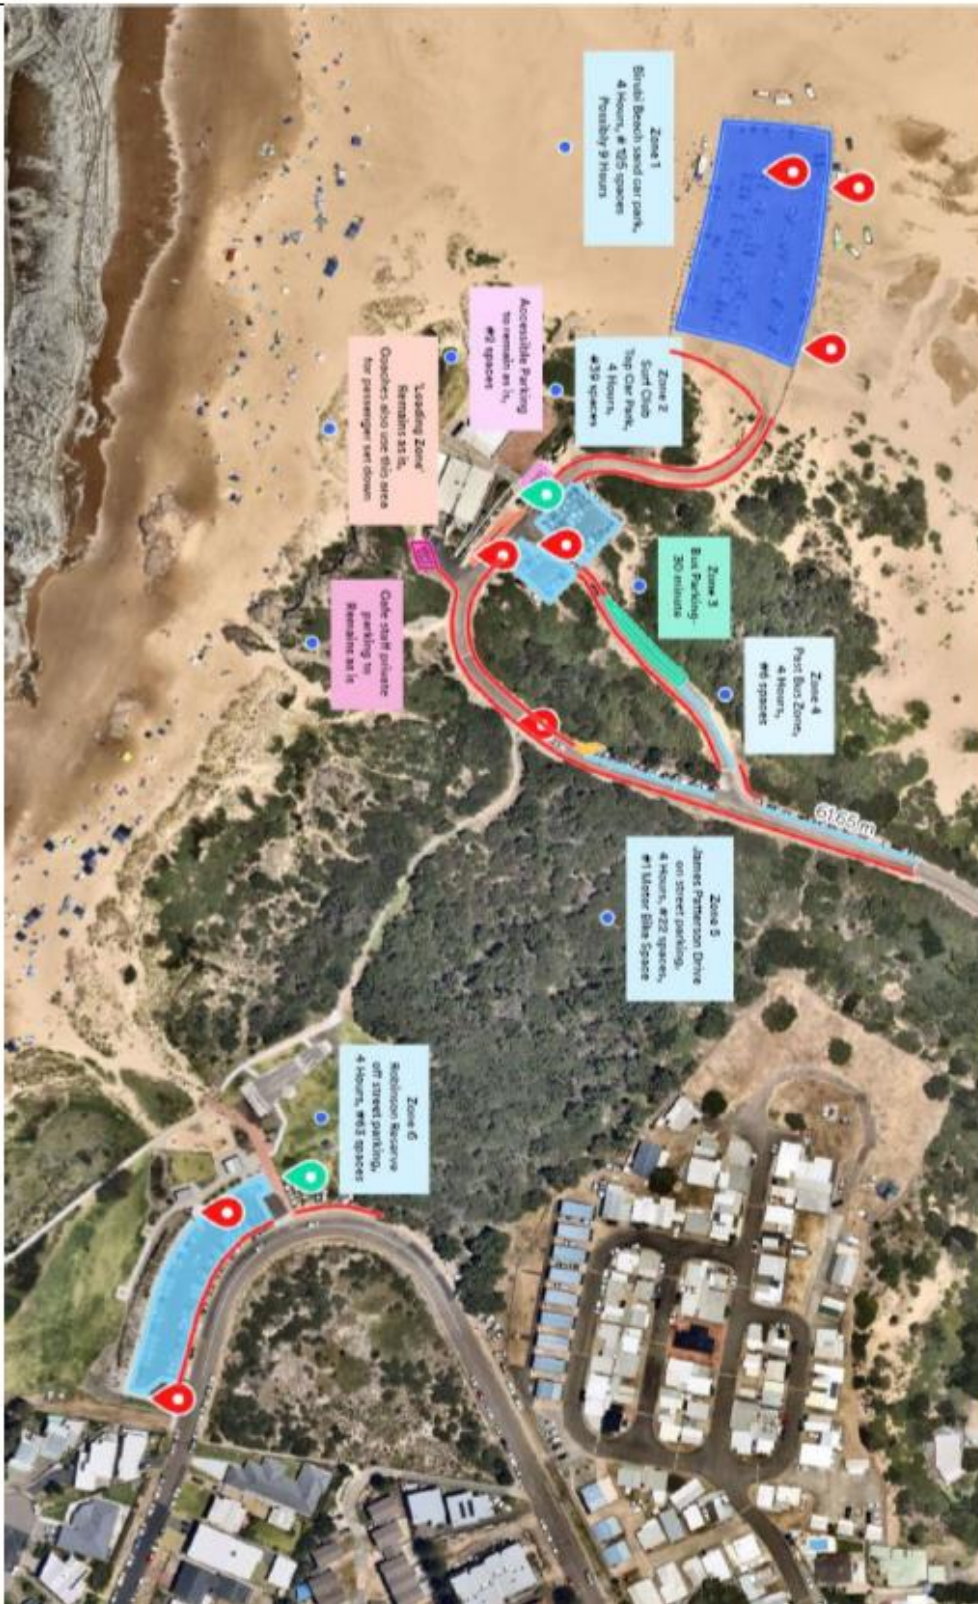 Zone 1
Birubi Beach sand car park,
4 Hours, # 125 spaces
Possibly 9 Hours
Zone 2
Surf Club
Top Car Park,
4 Hours,
#39 spaces
Accessible Parking
to remain as is,
#2 spaces
'Loading Zone'
Remains as is,
Coaches also use this area
for passenger set down
Zone 3
Bus Parking-
30 minute
Cafe staff private
parking to
Remains as is
Zone 4
Past Bus Zone,
4 Hours,
#6 spaces
61.65 m
Zone 5
James Patterson Drive
on street parking,
4 Hours, #22 spaces,
#1 Motor Bike Space
Zone 6
Robinson Reserve
off street parking,
4 Hours, #63 spaces